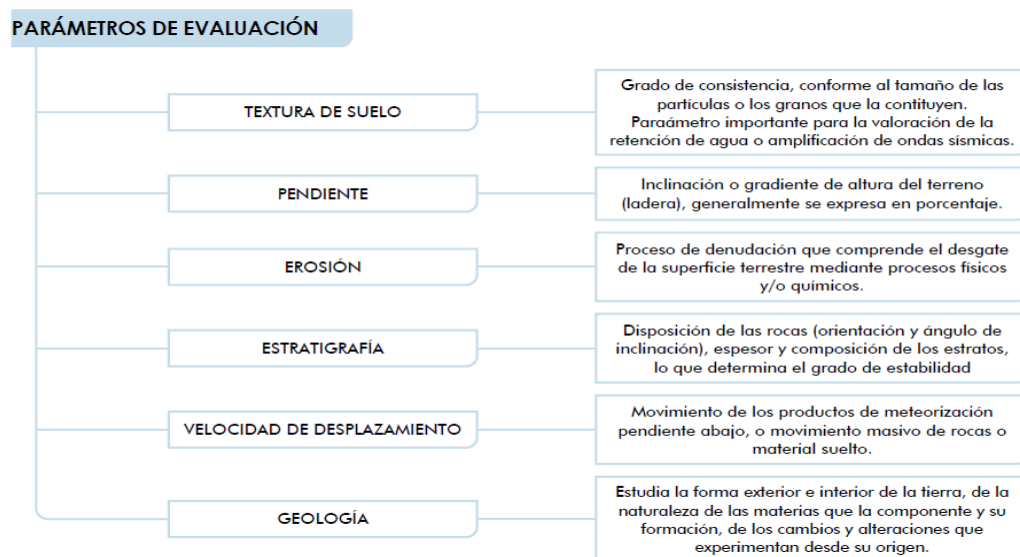 PARÁMETROS DE EVALUACIÓN
TEXTURA DE SUELO
Grado de consistencia, conforme al tamaño de las
partículas o los granos que la contituyen.
Paraámetro importante para la valoración de la
retención de agua o amplificación de ondas sísmicas.
PENDIENTE
Inclinación o gradiente de altura del terreno
(ladera), generalmente se expresa en porcentaje.
EROSIÓN
Proceso de denudación que comprende el desgate
de la superficie terrestre mediante procesos físicos
y/o químicos.
ESTRATIGRAFÍA
Disposición de las rocas (orientación y ángulo de
inclinación), espesor y composición de los estratos,
lo que determina el grado de estabilidad
VELOCIDAD DE DESPLAZAMIENTO
Movimiento de los productos de meteorización
pendiente abajo, o movimiento masivo de rocas o
material suelto.
GEOLOGÍA
Estudia la forma exterior e interior de la tierra, de la
naturaleza de las materias que la componente y su
formación, de los cambios y alteraciones que
experimentan desde su origen.